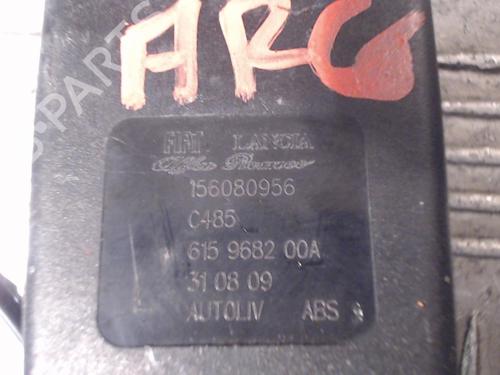 ARG
FIAT LANCIA
Alfa Romeo
156080956
C485
615 9682 00A
31 08 09
AUTOLIV ABS